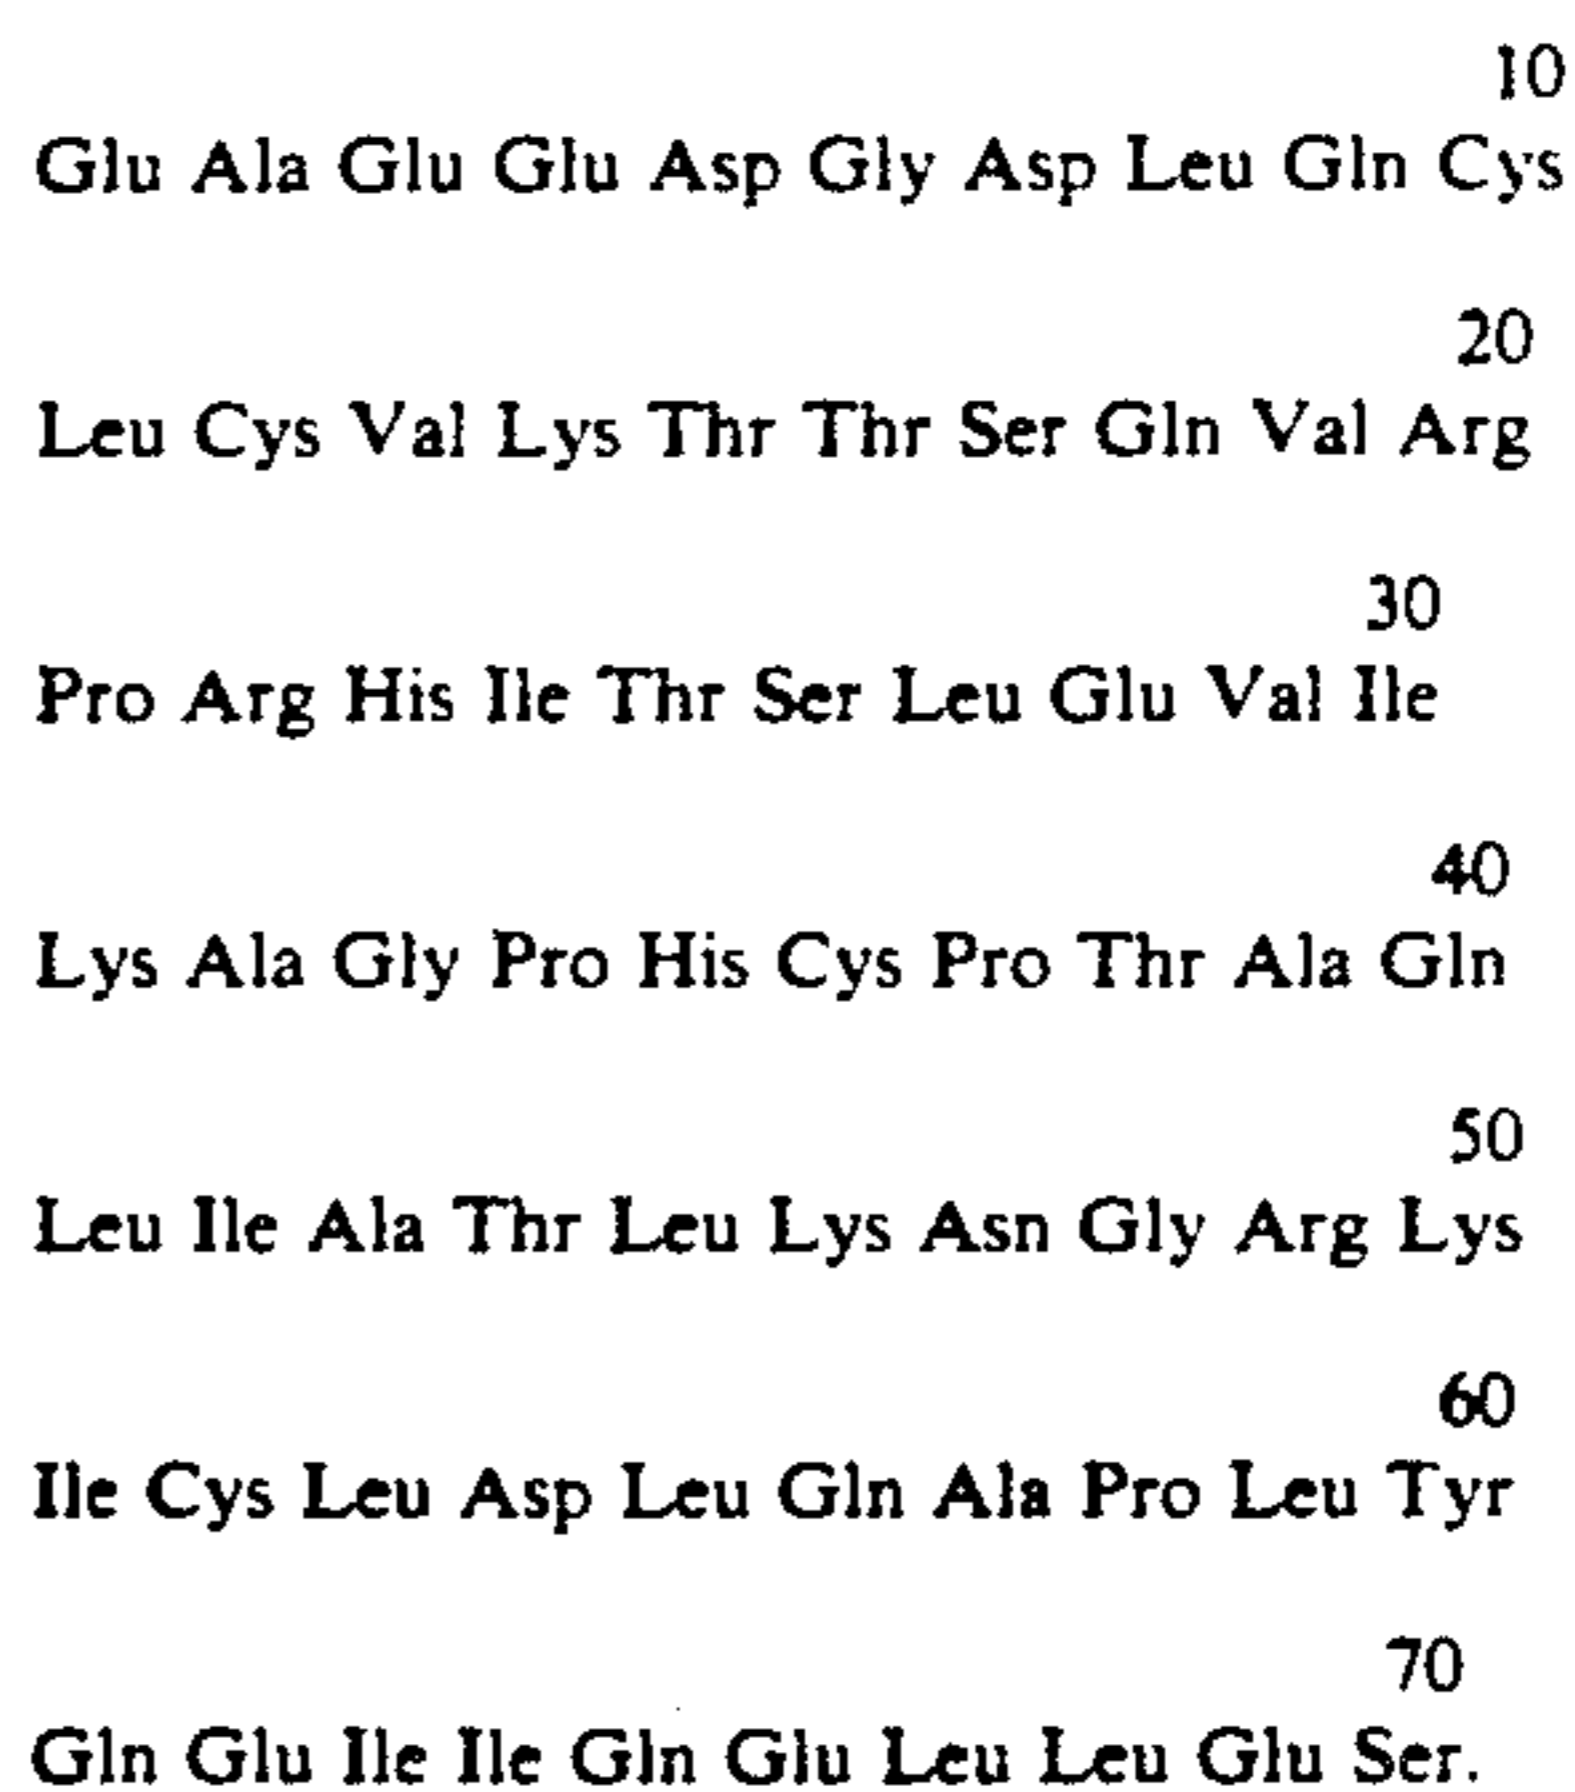 10
Glu Ala Glu Glu Asp Gly Asp Leu Gln Cys
20
Leu Cys Val Lys Thr Thr Ser Gln Val Arg
30
Pro Arg His Ile Thr Ser Leu Glu Val Ile
40
Lys Ala Gly Pro His Cys Pro Thr Ala Gln
50
Leu Ile Ala Thr Leu Lys Asn Gly Arg Lys
60
Ile Cys Leu Asp Leu Gln Ala Pro Leu Tyr
70
Gln Glu Ile Ile Gln Glu Leu Leu Glu Ser.